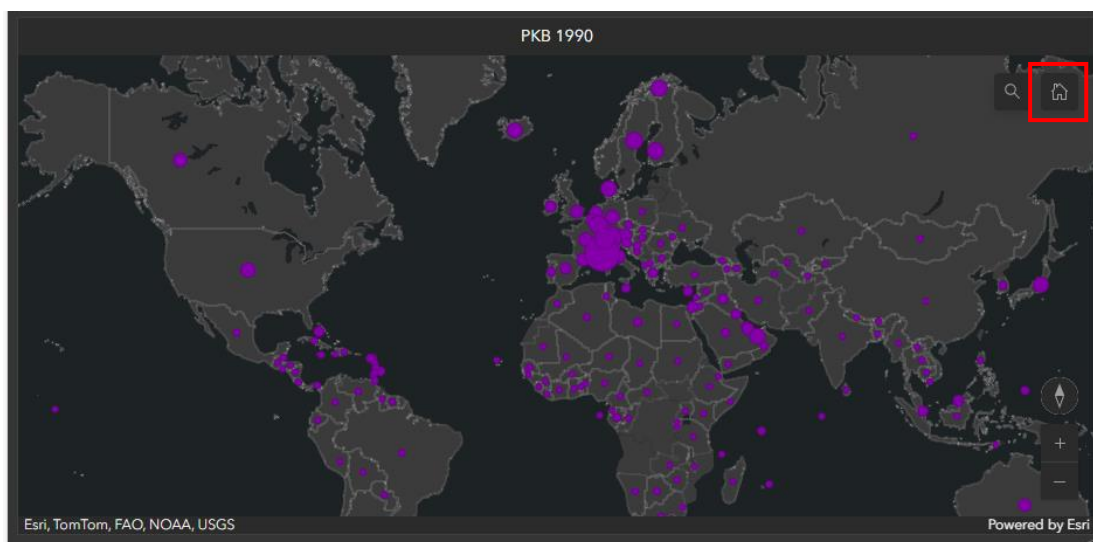 PKB 1990
Esri, TomTom, FAO, NOAA, USGS
Powered by Esri